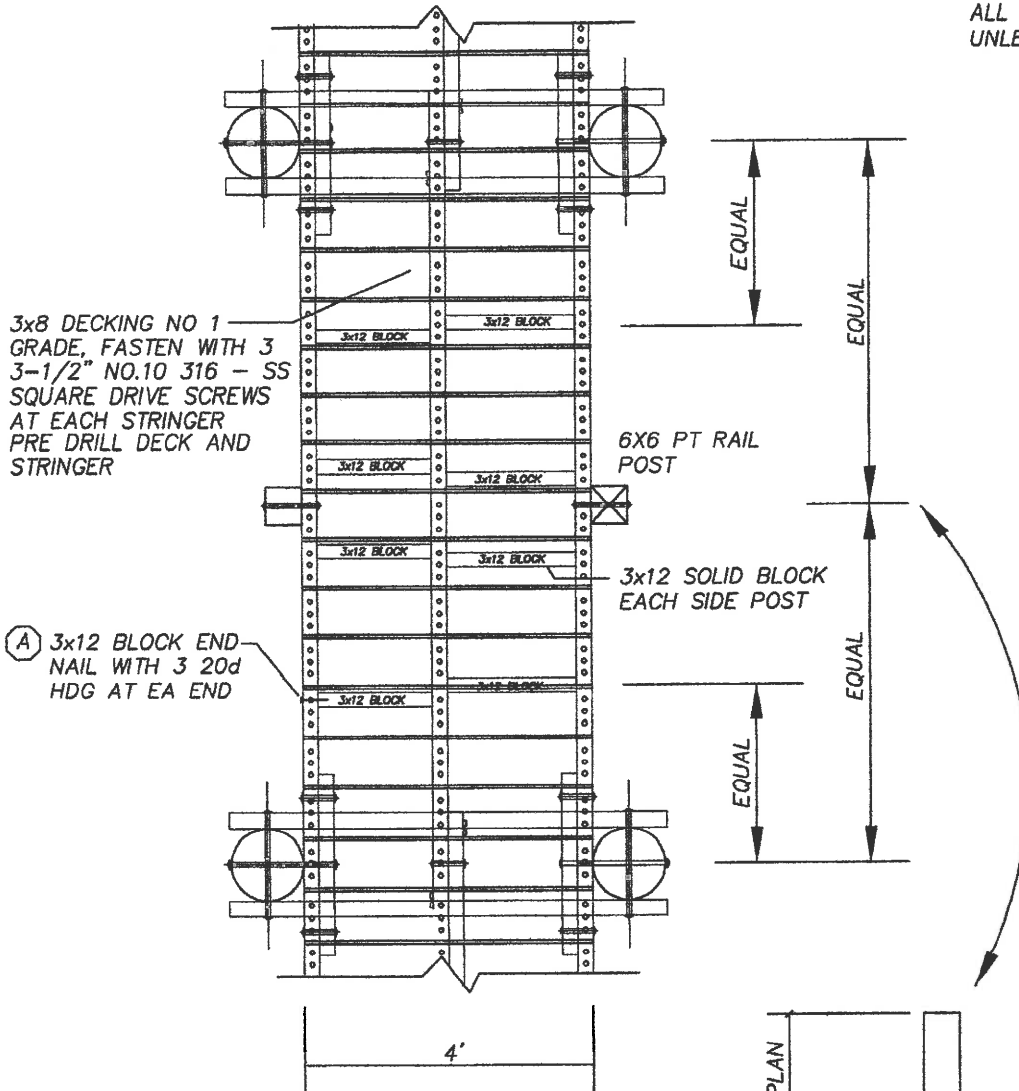 ALL
UNLE
EQUAL
EQUAL
3x8 DECKING NO 1
GRADE, FASTEN WITH 3
3-1/2" NO.10 316 - SS
SQUARE DRIVE SCREWS
AT EACH STRINGER
PRE DRILL DECK AND
STRINGER
3x12 BLOCK
3x12 BLOCK
6X6 PT RAIL
POST
3x12 BLOCK
3x12 BLOCK
3x12 BLOCK
3x12 BLOCK
3x12 SOLID BLOCK
EACH SIDE POST
A 3x12 BLOCK END
NAIL WITH 3 20d
HDG AT EA END
3x12 BLOCK
3x12 BLOCK
EQUAL
EQUAL
4'
PLAN